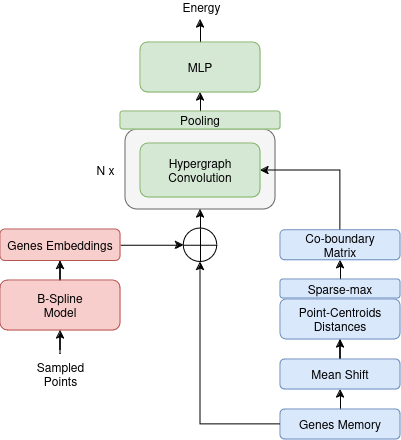 Energy
MLP
Pooling
N x
Hypergraph
Convolution
Genes Embeddings
B-Spline
Model
Sampled
Points
Co-boundary
Matrix
Sparse-max
Point-Centroids
Distances
Mean Shift
Genes Memory